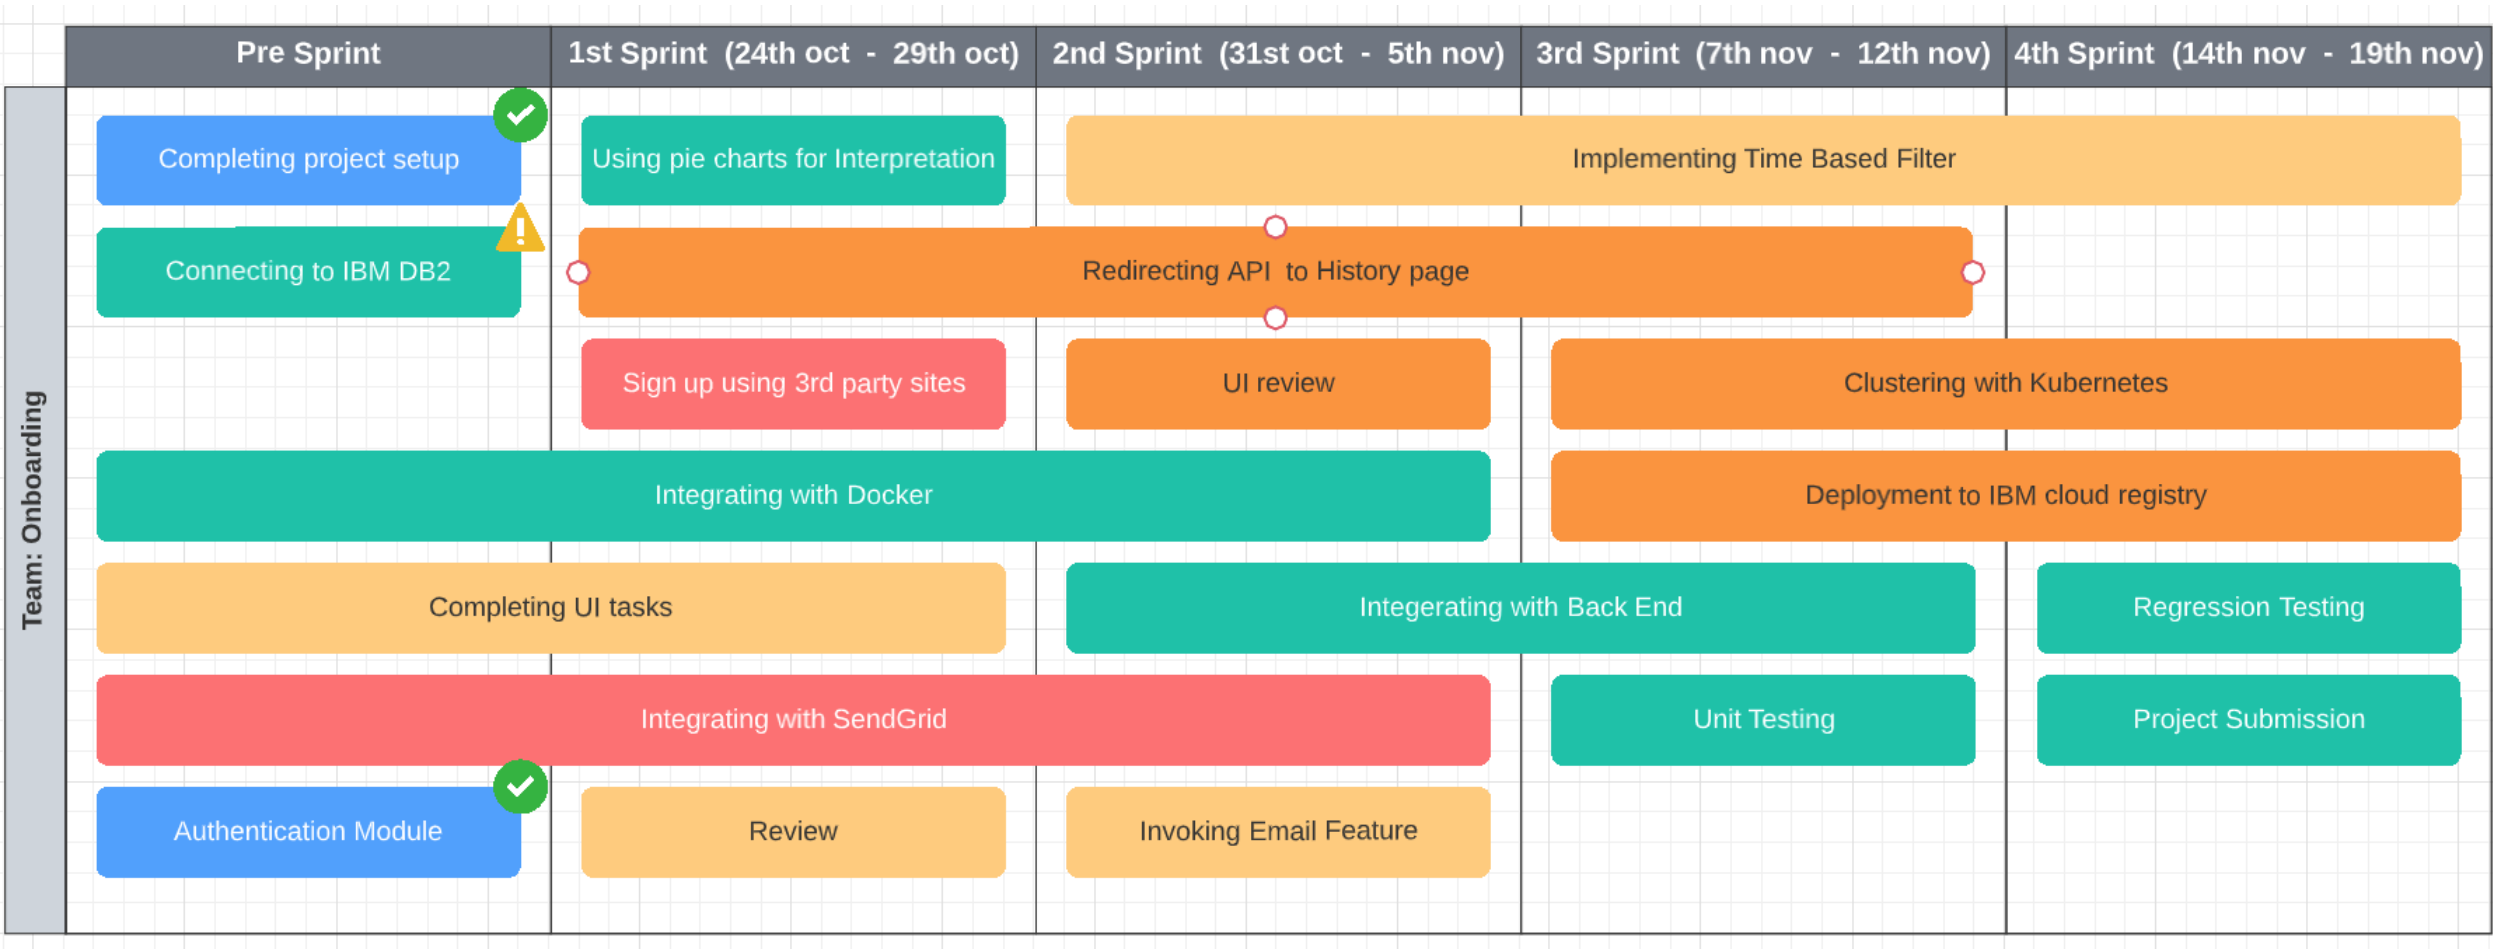 Pre Sprint
1st Sprint (24th oct - 29th oct)
2nd Sprint (31st oct - 5th nov)
3rd Sprint (7th nov - 12th nov)
4th Sprint (14th nov - 19th nov)
Team: Onboarding
Completing project setup
Using pie charts for Interpretation
Implementing Time Based Filter
Connecting to IBM DB2
Redirecting API to History page
Sign up using 3rd party sites
UI review
Clustering with Kubernetes
Integrating with Docker
Deployment to IBM cloud registry
Completing UI tasks
Integerating with Back End
Regression Testing
Integrating with SendGrid
Unit Testing
Project Submission
Authentication Module
Review
Invoking Email Feature